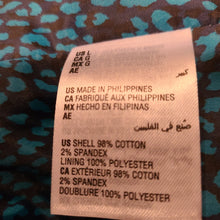 US L
CA G
MX G
AE كبير
US MADE IN PHILIPPINES
CA FABRIQUÉ AUX PHILIPPINES
MX HECHO EN FILIPINAS
AE صنع في الفلبين
US SHELL 98% COTTON
2% SPANDEX
LINING 100% POLYESTER
CA EXTÉRIEUR 98% COTON
2% SPANDEX
DOUBLURE 100% POLYESTER